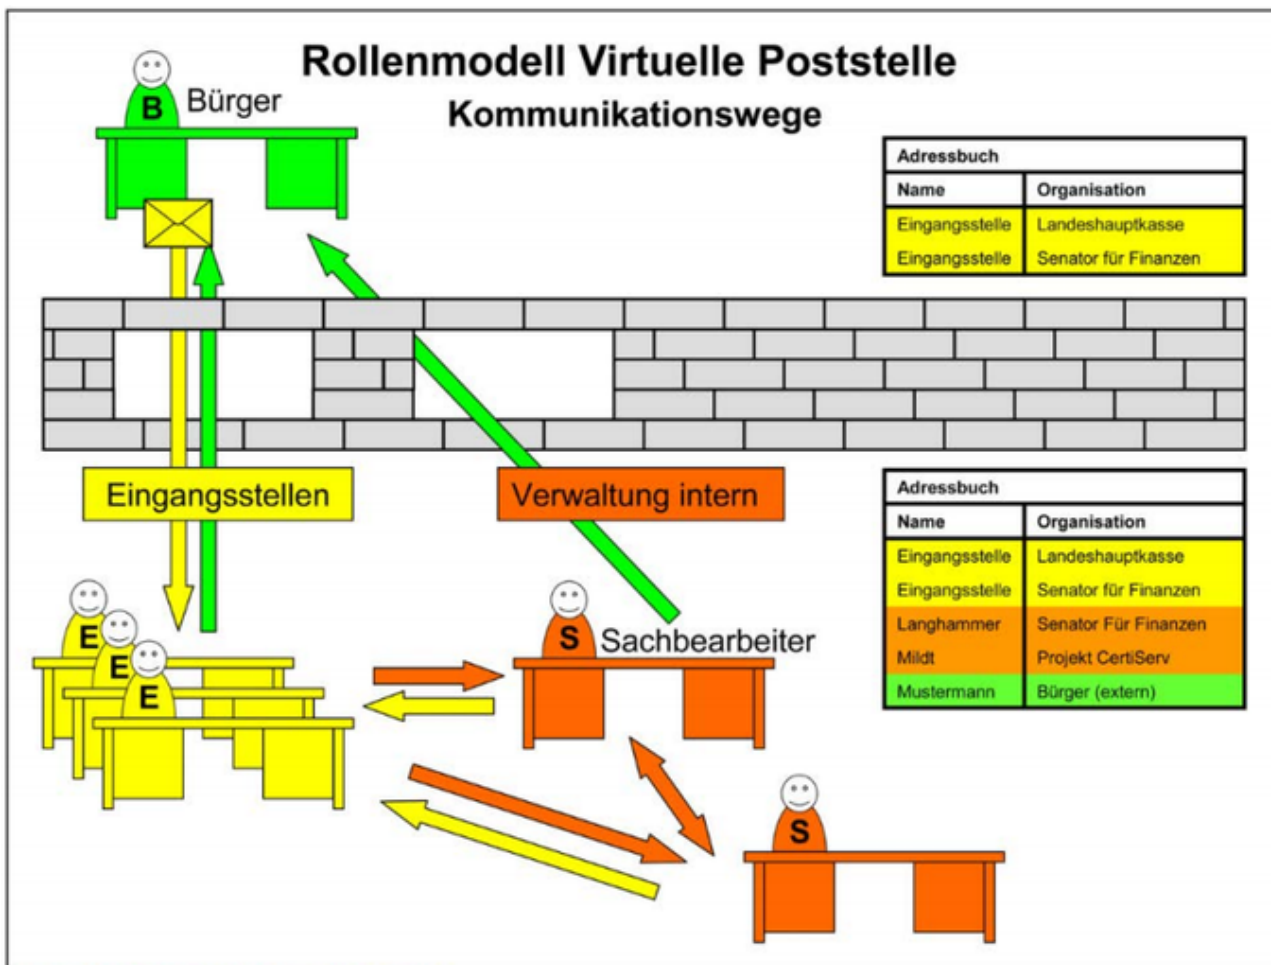 Rollenmodell Virtuelle Poststelle
Kommunikationswege
B
Bürger
Adressbuch
Name Organisation
Eingangsstelle Landeshauptkasse
Eingangsstelle Senator für Finanzen
Eingangsstellen
Verwaltung intern
Adressbuch
Name Organisation
Eingangsstelle Landeshauptkasse
Eingangsstelle Senator für Finanzen
Langhammer Senator Für Finanzen
Mildt Projekt CertiServ
Mustermann Bürger (extern)
E
E
E
S
Sachbearbeiter
S